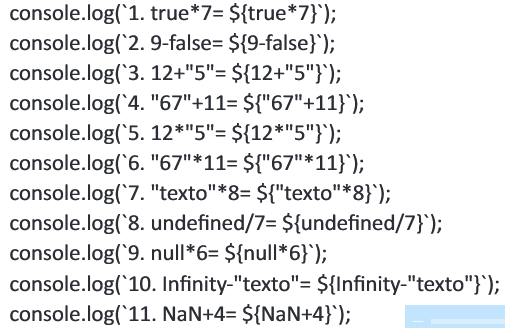 console.log(`1. true*7= ${true*7}`);
console.log(`2. 9-false= ${9-false}`);
console.log(`3. 12+"5"= ${12+"5"}`);
console.log(`4. "67"+11= ${"67"+11}`);
console.log(`5. 12*"5"= ${12*"5"}`);
console.log(`6. "67"*11= ${"67"*11}`);
console.log(`7. "texto"*8= ${"texto"*8}`);
console.log(`8. undefined/7= ${undefined/7}`);
console.log(`9. null*6= ${null*6}`);
console.log(`10. Infinity-"texto"= ${Infinity-"texto"}`);
console.log(`11. NaN+4= ${NaN+4}`);